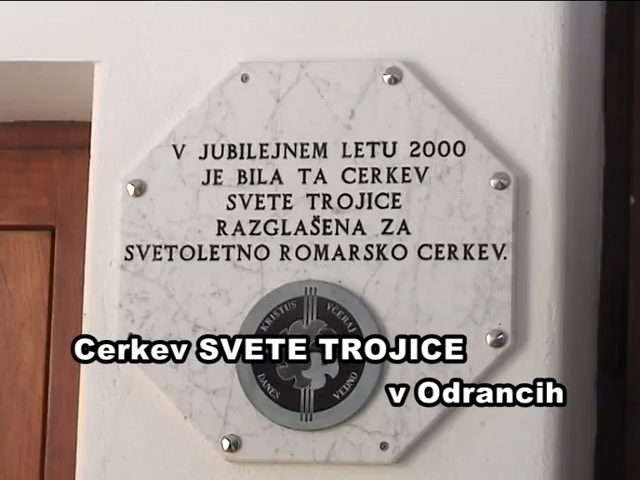 V JUBILEJNEM LETU 2000
JE BILA TA CERKEV
SVETE TROJICE
RAZGLAŠENA ZA
SVETOLETNO ROMARSKO CERKEV.
KRISTUS VČERAJ
DANES VEDNO
Cerkev SVETE TROJICE
v Odrancih